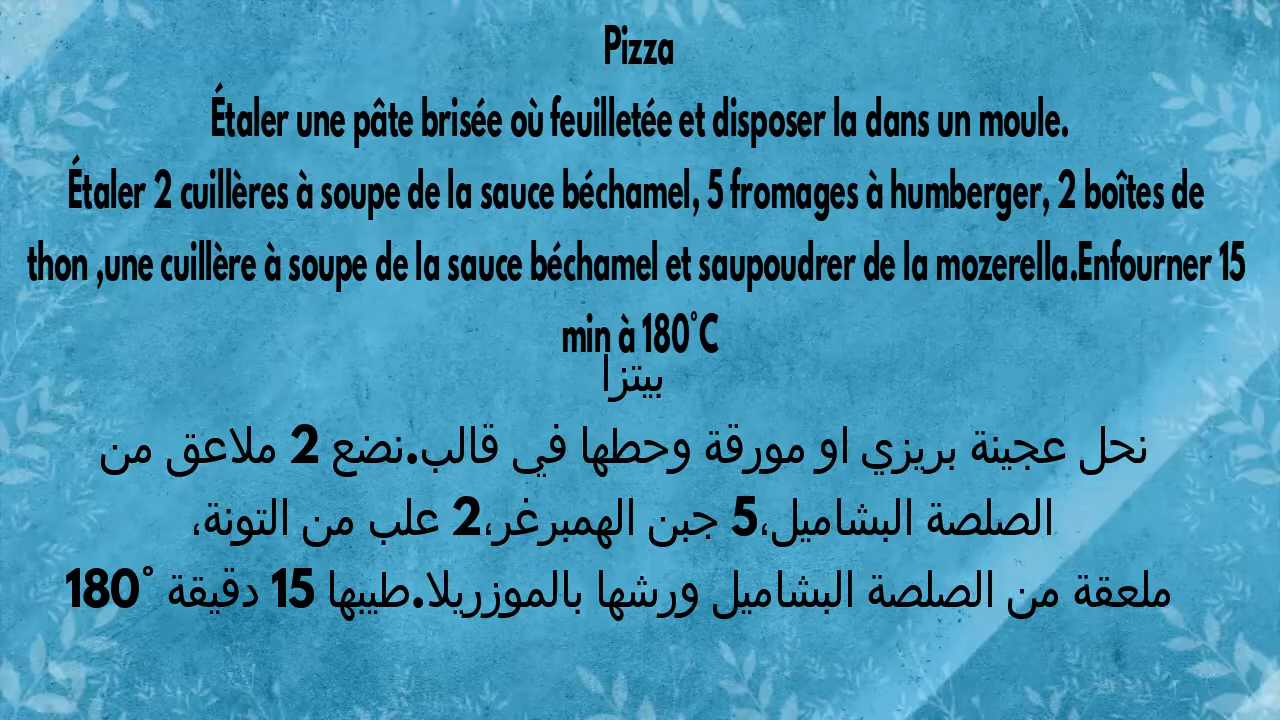 Pizza
Étaler une pâte brisée où feuilletée et disposer la dans un moule.
Étaler 2 cuillères à soupe de la sauce béchamel, 5 fromages à humberger, 2 boîtes de
thon ,une cuillère à soupe de la sauce béchamel et saupoudrer de la mozerella.Enfourner 15
min à 180°C
بيتزا
نحل عجينة بريزي او مورقة وحطها في قالب.نضع 2 ملاعق من
الصلصة البشاميل،5 جبن الهمبرغر،2 علب من التونة،
ملعقة من الصلصة البشاميل ورشها بالموزريلا.طيبها 15 دقيقة °180